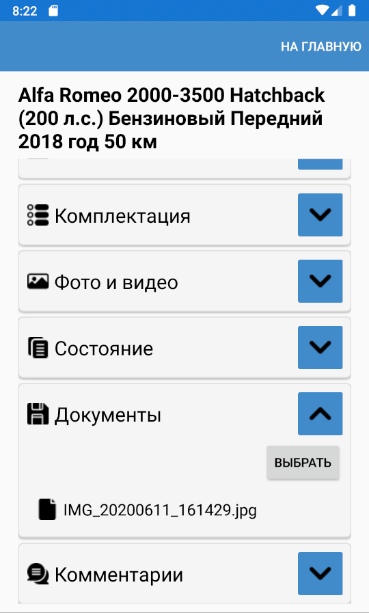 8:22
НА ГЛАВНУЮ
Alfa Romeo 2000-3500 Hatchback
(200 л.с.) Бензиновый Передний
2018 год 50 км
Комплектация
Фото и видео
Состояние
Документы
ВЫБРАТЬ
IMG_20200611_161429.jpg
Комментарии